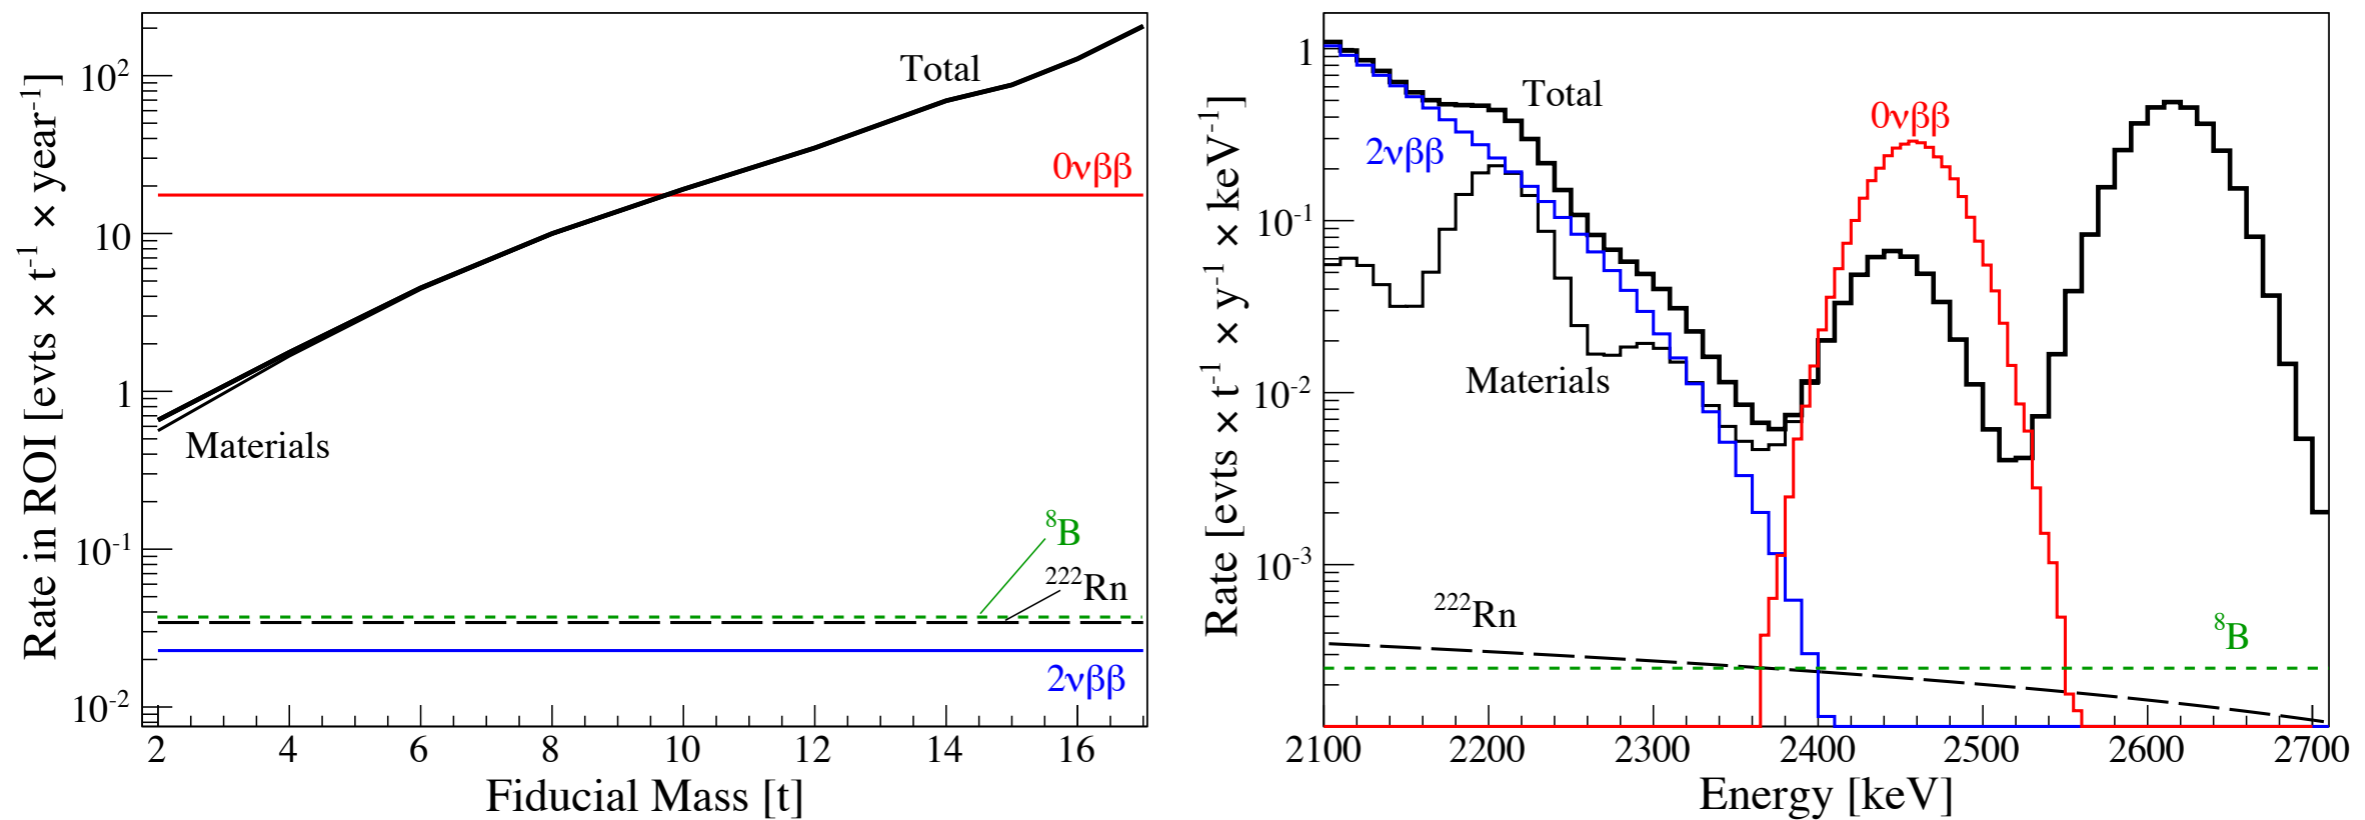 Rate in ROI [evts × t⁻¹ × year⁻¹]
10²
10
1
10⁻¹
10⁻²
Total
0νββ
Materials
⁸B
²²²Rn
2νββ
2 4 6 8 10 12 14 16
Fiducial Mass [t]
Rate [evts × t⁻¹ × y⁻¹ × keV⁻¹]
1
10⁻¹
10⁻²
10⁻³
Total
0νββ
2νββ
Materials
²²²Rn
⁸B
2100 2200 2300 2400 2500 2600 2700
Energy [keV]